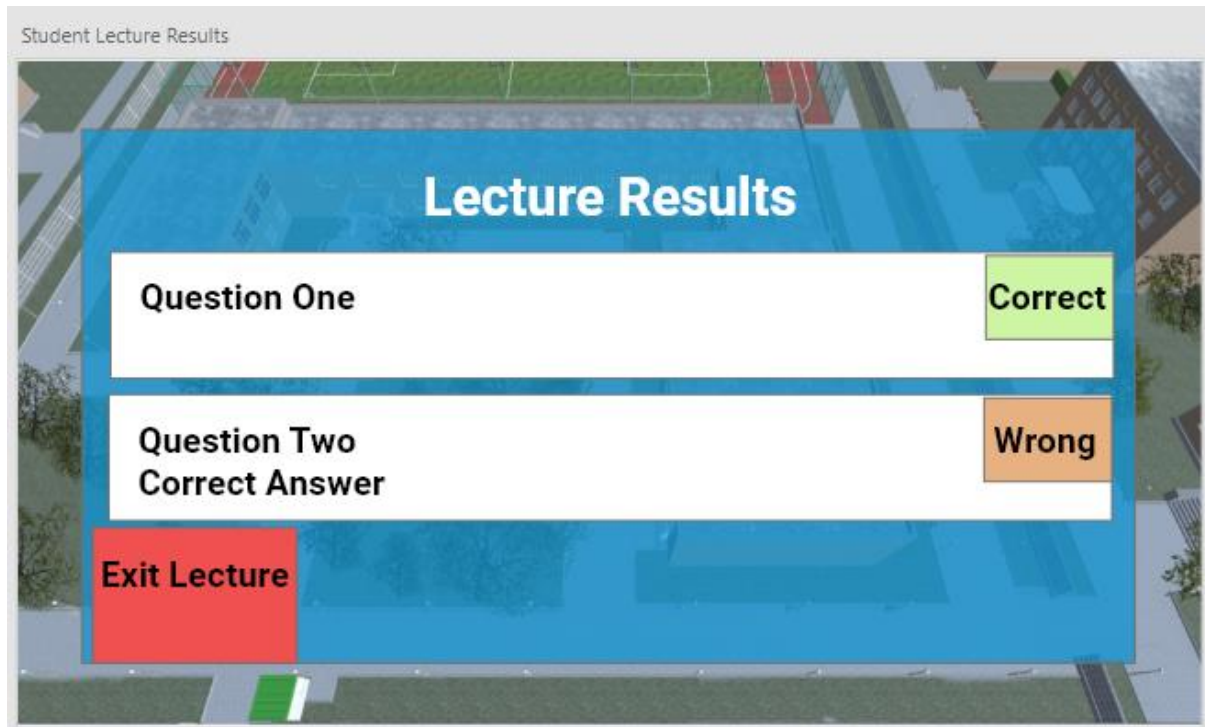 Student Lecture Results
Lecture Results
Question One
Correct
Question Two
Correct Answer
Wrong
Exit Lecture